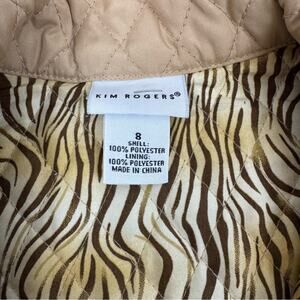 KIM ROGERS®
8
SHELL:
100% POLYESTER
LINING:
100% POLYESTER
MADE IN CHINA